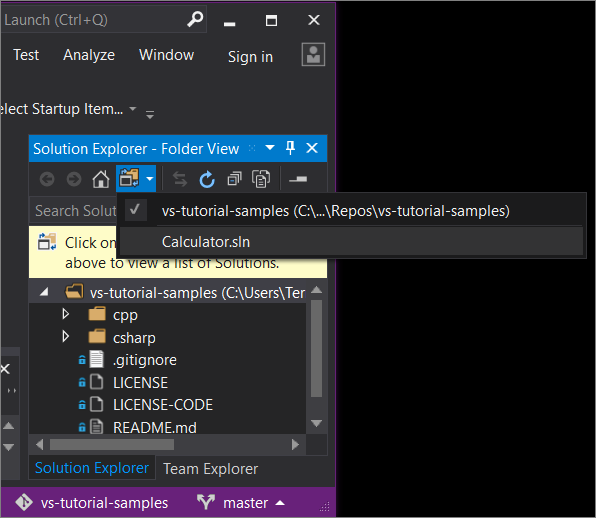 Launch (Ctrl+Q)
Test Analyze Window Sign in
elect Startup Item...
Solution Explorer - Folder View
Search Solu
vs-tutorial-samples (C:\...\Repos\vs-tutorial-samples)
Calculator.sln
Click on
above to view a list of Solutions.
vs-tutorial-samples (C:\Users\Ter
cpp
csharp
.gitignore
LICENSE
LICENSE-CODE
README.md
Solution Explorer Team Explorer
vs-tutorial-samples master